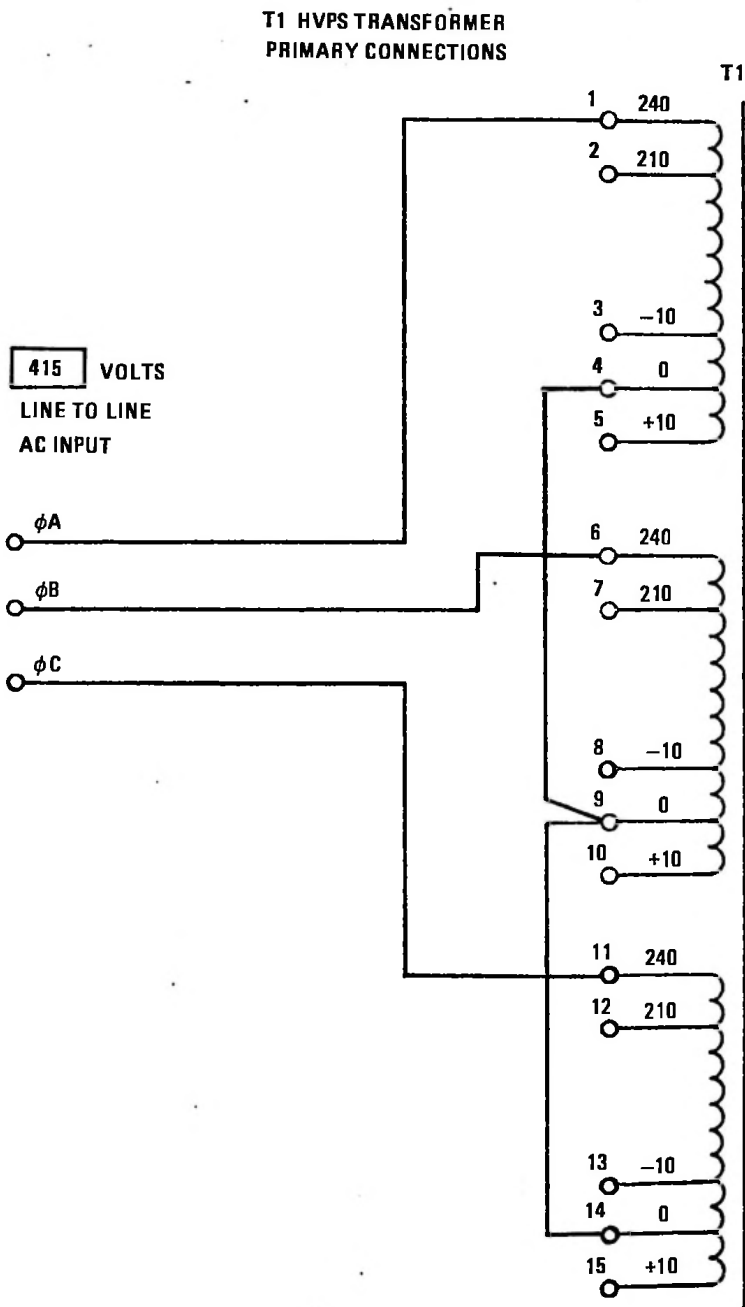 T1 HVPS TRANSFORMER
PRIMARY CONNECTIONS
T1
1 240
2 210
3 –10
4 0
5 +10
415 VOLTS
LINE TO LINE
AC INPUT
ϕA
ϕB
ϕC
6 240
7 210
8 –10
9 0
10 +10
11 240
12 210
13 –10
14 0
15 +10